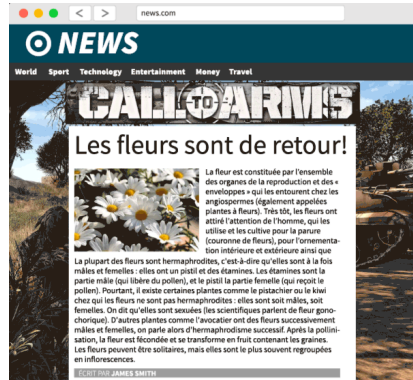 news.com
NEWS
World Sport Technology Entertainment Money Travel
CALL TO ARMS
Les fleurs sont de retour!
La fleur est constituée par l'ensemble
des organes de la reproduction et des «
enveloppes » qui les entourent chez les
angiospermes (également appelées
plantes à fleurs). Très tôt, les fleurs ont
attiré l'attention de l'homme, qui les
utilise et les cultive pour la parure
(couronne de fleurs), pour l'ornementa-
tion intérieure et extérieure ainsi que
La plupart des fleurs sont hermaphrodites, c'est-à-dire qu'elles sont à la fois
mâles et femelles : elles ont un pistil et des étamines. Les étamines sont la
partie mâle (qui libère du pollen), et le pistil la partie femelle (qui reçoit le
pollen). Pourtant, il existe certaines plantes comme le pistachier ou le kiwi
chez qui les fleurs ne sont pas hermaphrodites : elles sont soit mâles, soit
femelles. On dit qu'elles sont sexuées (les scientifiques parlent de fleur gono-
chorique). D'autres plantes comme l'avocatier ont des fleurs successivement
mâles et femelles, on parle alors d'hermaphrodisme successif. Après la pollini-
sation, la fleur est fécondée et se transforme en fruit contenant les graines.
Les fleurs peuvent être solitaires, mais elles sont le plus souvent regroupées
en inflorescences.
ÉCRIT PAR JAMES SMITH